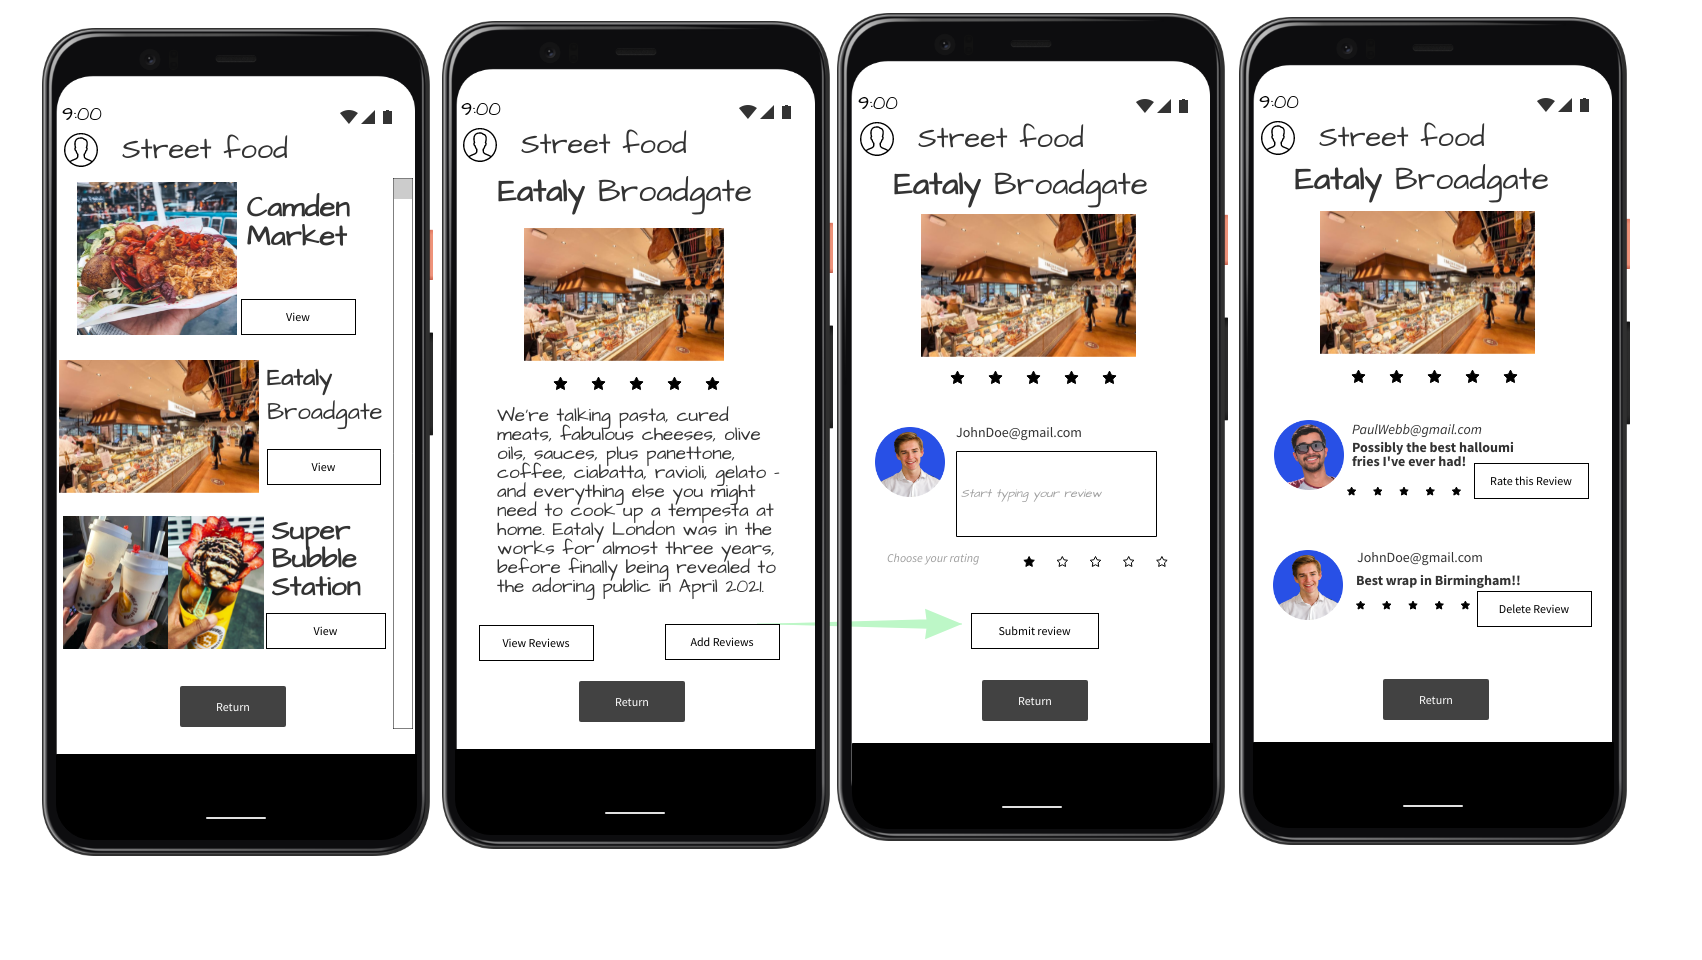 9:00
Street food
Camden
Market
View
Eataly
Broadgate
View
Super
Bubble
Station
View
Return
9:00
Street food
Eataly Broadgate
We're talking pasta, cured
meats, fabulous cheeses, olive
oils, sauces, plus panettone,
coffee, ciabatta, ravioli, gelato -
and everything else you might
need to cook up a tempesta at
home. Eataly London was in the
works for almost three years,
before finally being revealed to
the adoring public in April 2021.
View Reviews
Add Reviews
Return
9:00
Street food
Eataly Broadgate
JohnDoe@gmail.com
Start typing your review
Choose your rating
Submit review
Return
9:00
Street food
Eataly Broadgate
PaulWebb@gmail.com
Possibly the best halloumi
fries I've ever had!
Rate this Review
JohnDoe@gmail.com
Best wrap in Birmingham!!
Delete Review
Return